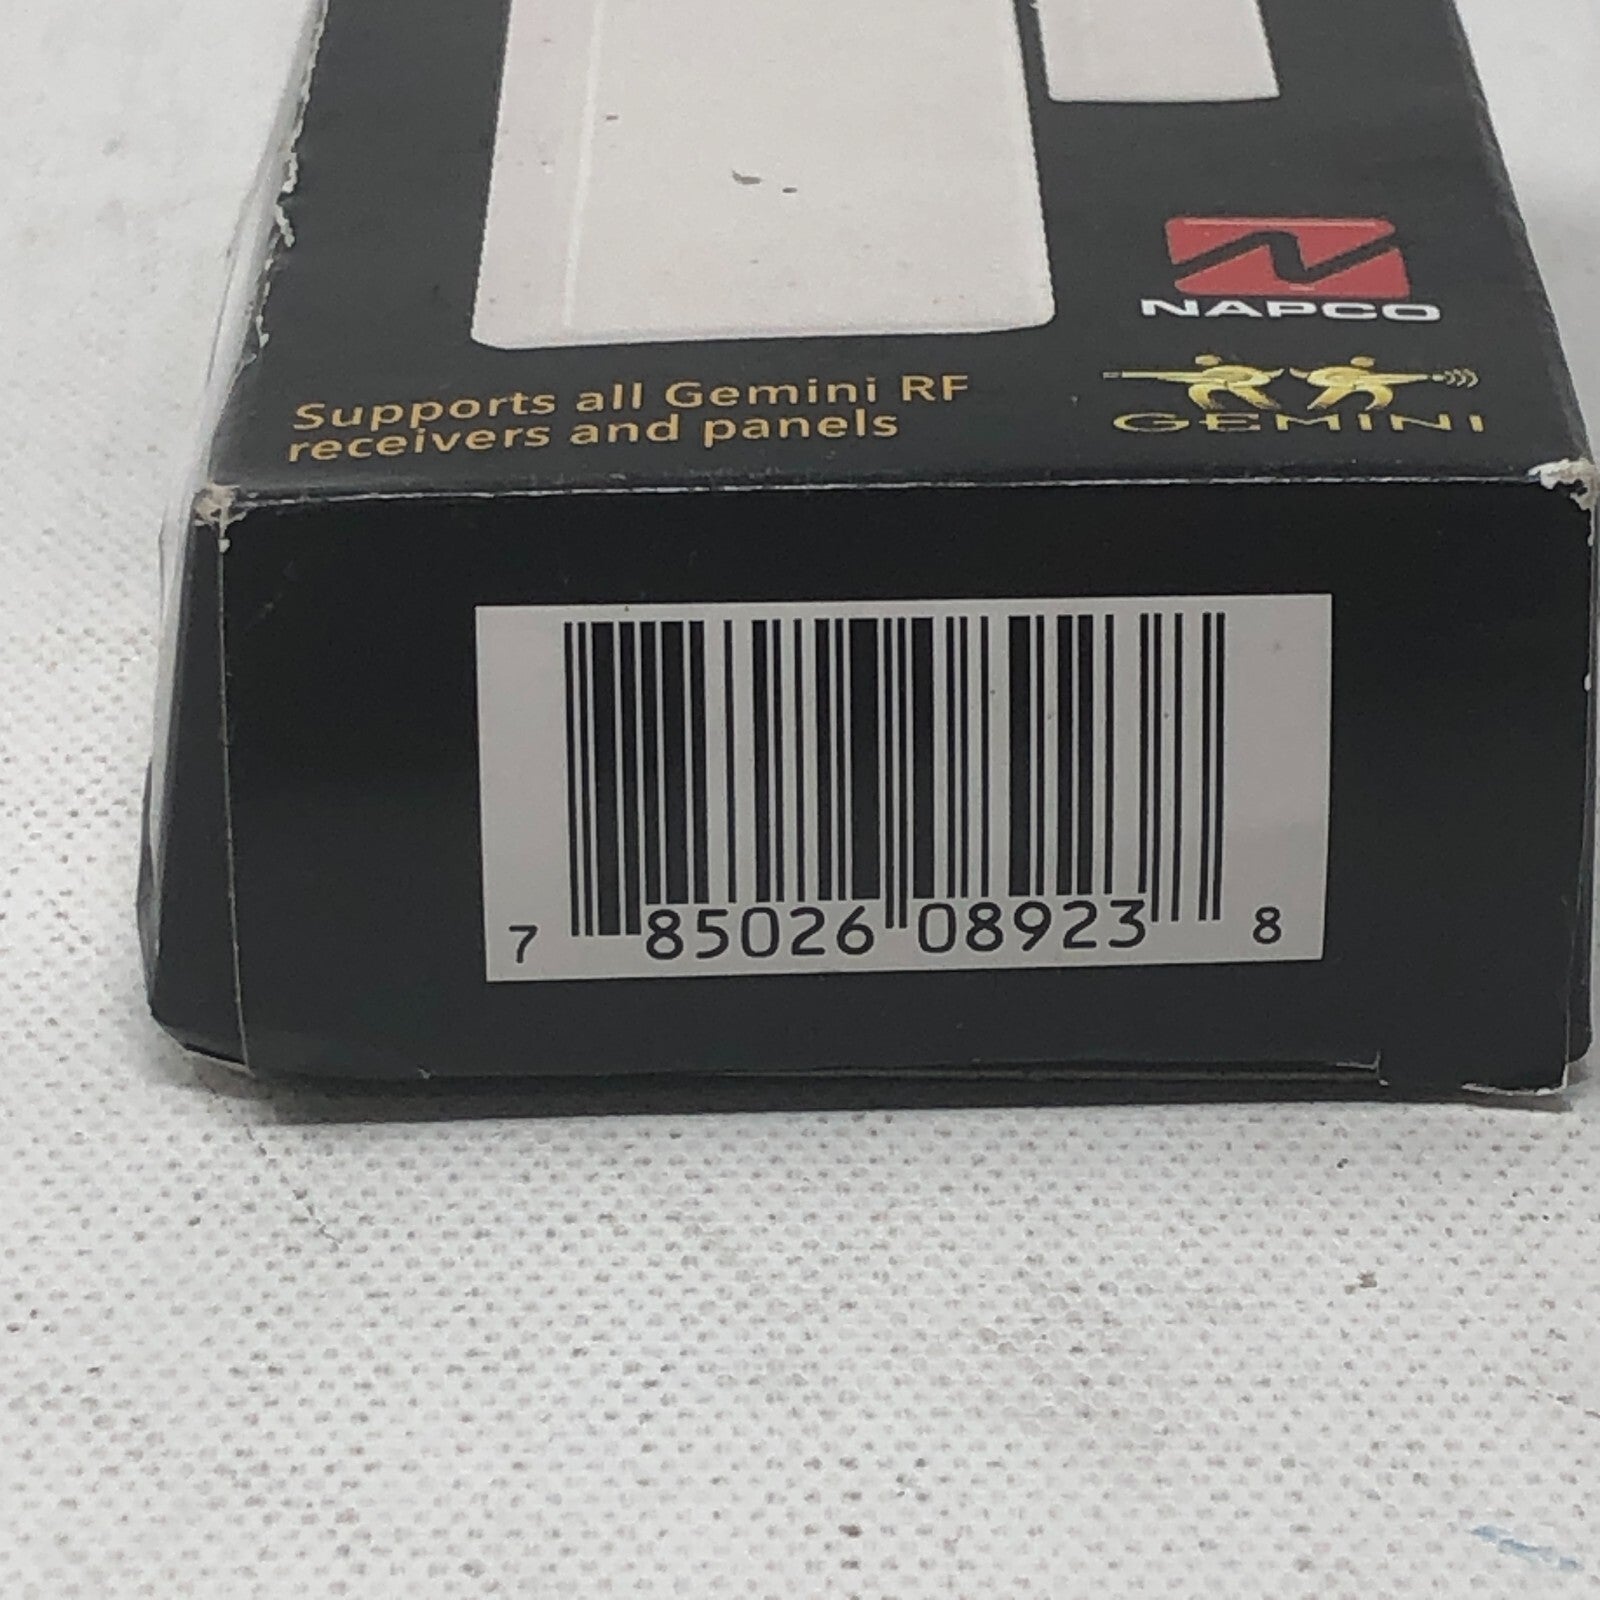 NAPCO
GEMINI
Supports all Gemini RF
receivers and panels
7 85026 08923 8